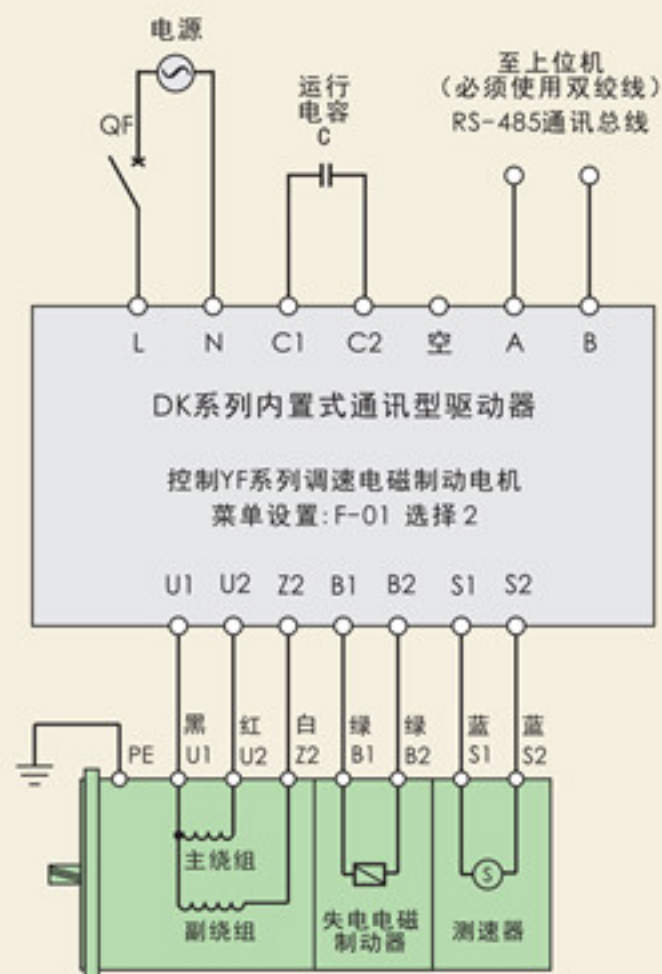 电源
至上位机
(必须使用双绞线)
RS-485通讯总线
运行
电容
C
QF
L N C1 C2 空 A B
DK系列内置式通讯型驱动器
控制YF系列调速电磁制动电机
菜单设置:F-01 选择2
U1 U2 Z2 B1 B2 S1 S2
黑 红 白 绿 绿 蓝 蓝
PE U1 U2 Z2 B1 B2 S1 S2
主绕组
S
副绕组
失电电磁
制动器
测速器